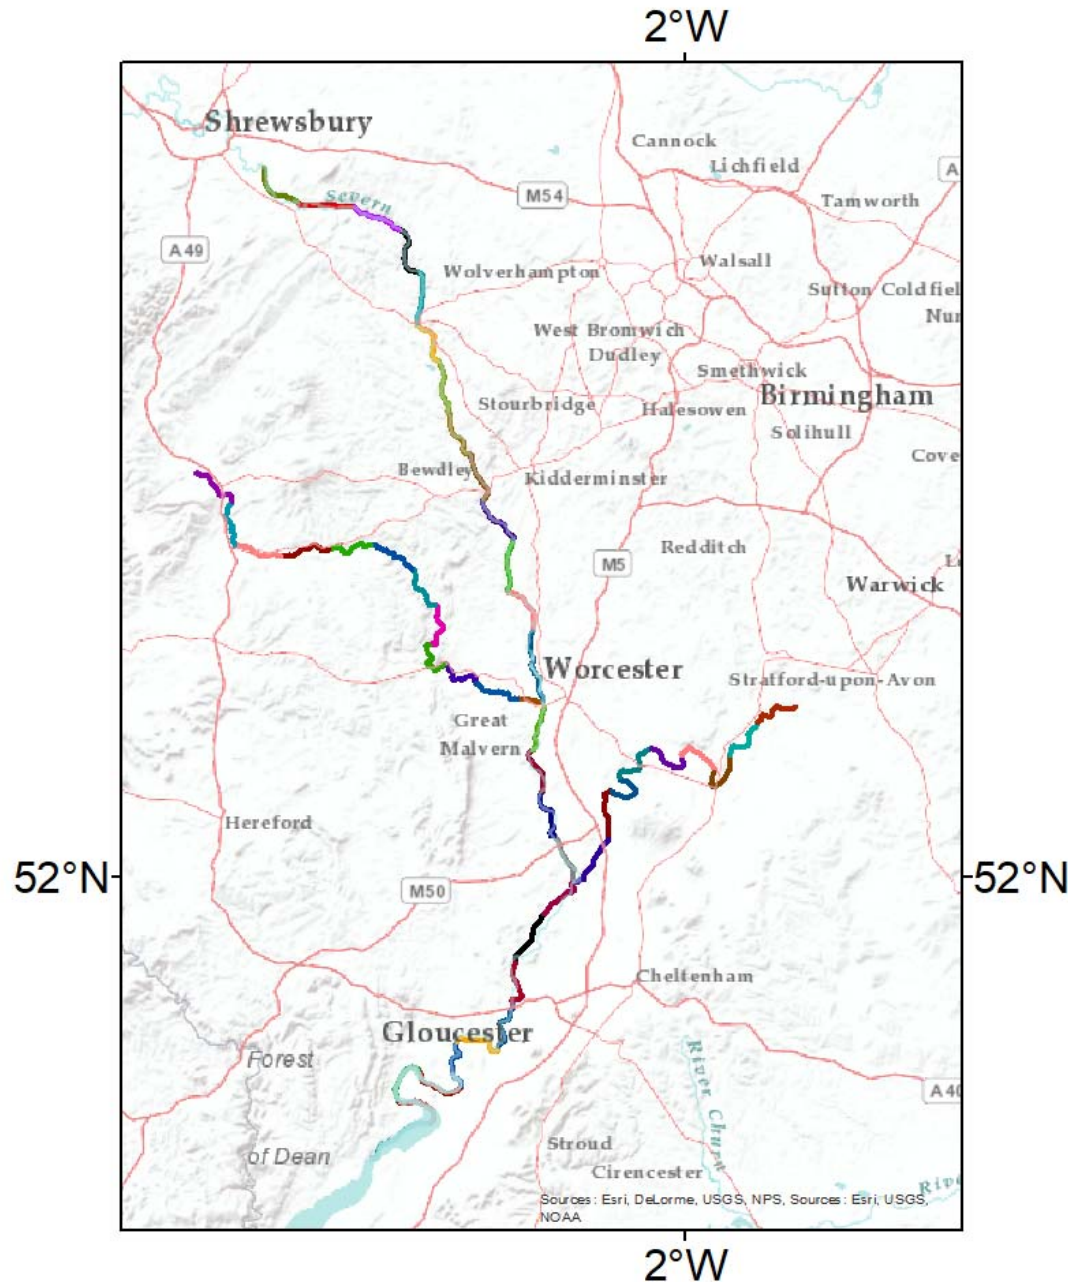 2°W
Shrewsbury
Cannock
Lichfield
A
M54
Tamworth
Severn
A 49
Walsall
Wolverhampton
Sutton Coldfiel
Nun
West Bromwich
Dudley
Smethwick
Birmingham
Stourbridge
Halesowen
Solihull
Cove
Bewdley
Kidderminster
Redditch
M5
L
Warwick
Worcester
Stratford-upon-Avon
Great
Malvern
Hereford
52°N
52°N
M50
Cheltenham
Gloucester
Forest
River Churn
A 40
Stroud
of Dean
Cirencester
Rive
Sources: Esri, DeLorme, USGS, NPS, Sources: Esri, USGS,
NOAA
2°W